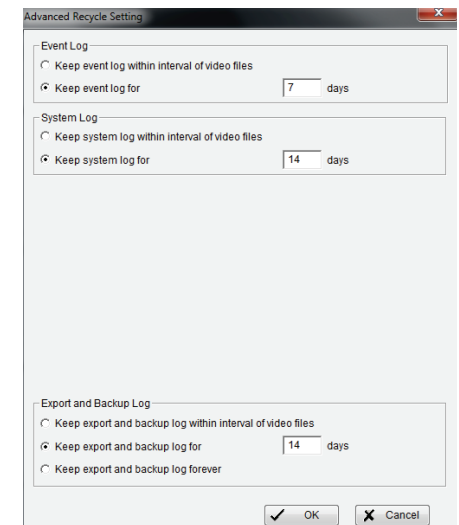 Advanced Recycle Setting
Event Log
Keep event log within interval of video files
Keep event log for 7 days
System Log
Keep system log within interval of video files
Keep system log for 14 days
Export and Backup Log
Keep export and backup log within interval of video files
Keep export and backup log for 14 days
Keep export and backup log forever
OK Cancel